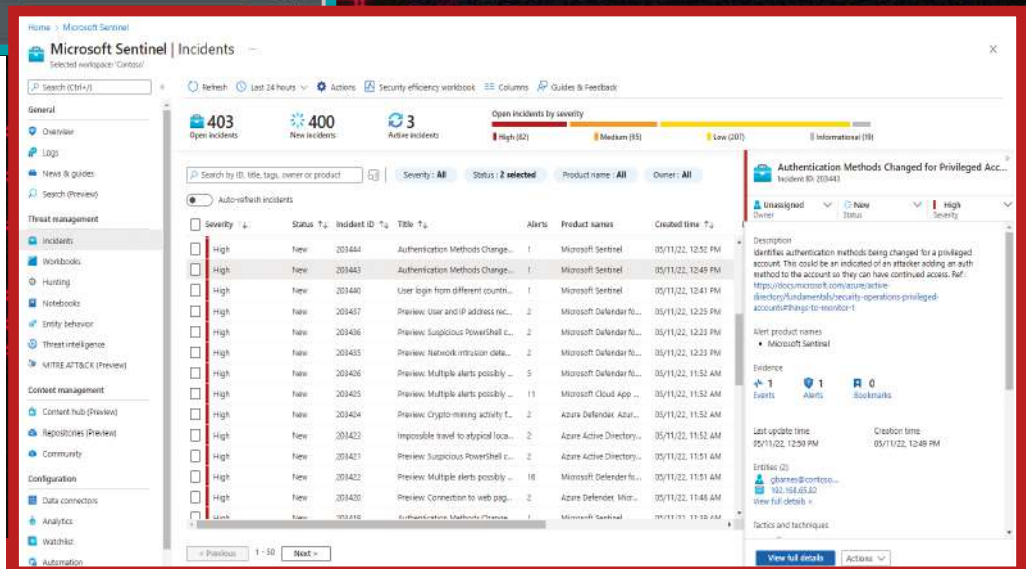 Home > Microsoft Sentinel
Microsoft Sentinel | Incidents ...
Selected workspace: 'Contoso'
Search (Ctrl+/)
General
Overview
Logs
News & guides
Search (Preview)
Threat management
Incidents
Workbooks
Hunting
Notebooks
Entity behavior
Threat intelligence
MITRE ATT&CK (Preview)
Content management
Content hub (Preview)
Repositories (Preview)
Community
Configuration
Data connectors
Analytics
Watchlist
Automation
Refresh Last 24 hours Actions Security efficiency workbook Columns Guides & Feedback
403 Open incidents
400 New incidents
3 Active incidents
Open incidents by severity
High (82) Medium (95) Low (207) Informational (19)
Search by ID, title, tags, owner or product
Severity : All Status : 2 selected Product name : All Owner : All
Auto-refresh incidents
Severity Status Incident ID Title Alerts Product names Created time
High New 203444 Authentication Methods Change... 1 Microsoft Sentinel 05/11/22, 12:52 PM
High New 203443 Authentication Methods Change... 1 Microsoft Sentinel 05/11/22, 12:49 PM
High New 203440 User login from different countri... 1 Microsoft Sentinel 05/11/22, 12:41 PM
High New 203437 Preview: User and IP address rec... 2 Microsoft Defender fo... 05/11/22, 12:25 PM
High New 203436 Preview: Suspicious PowerShell c... 2 Microsoft Defender fo... 05/11/22, 12:23 PM
High New 203435 Preview: Network intrusion dete... 2 Microsoft Defender fo... 05/11/22, 12:23 PM
High New 203426 Preview: Multiple alerts possibly ... 5 Microsoft Defender fo... 05/11/22, 11:52 AM
High New 203425 Preview: Multiple alerts possibly ... 11 Microsoft Cloud App ... 05/11/22, 11:52 AM
High New 203424 Preview: Crypto-mining activity f... 2 Azure Defender, Azur... 05/11/22, 11:52 AM
High New 203423 Impossible travel to atypical loca... 2 Azure Active Directory... 05/11/22, 11:52 AM
High New 203421 Preview: Suspicious PowerShell c... 2 Azure Active Directory... 05/11/22, 11:51 AM
High New 203422 Preview: Multiple alerts possibly ... 16 Microsoft Defender fo... 05/11/22, 11:51 AM
High New 203420 Preview: Connection to web pag... 2 Azure Defender, Micr... 05/11/22, 11:46 AM
High New 203419 Authentication Methods Change... 1 Microsoft Sentinel
< Previous 1 - 50 Next >
Authentication Methods Changed for Privileged Acc...
Incident ID: 203443
Unassigned New High
Owner Status Severity
Description
Identifies authentication methods being changed for a privileged
account. This could be an indicated of an attacker adding an auth
method to the account so they can have continued access. Ref :
https://docs.microsoft.com/azure/active-
directory/fundamentals/security-operations-privileged-
accounts#things-to-monitor-1
Alert product names
• Microsoft Sentinel
Evidence
1 Events
1 Alerts
0 Bookmarks
Last update time Creation time
05/11/22, 12:50 PM 05/11/22, 12:49 PM
Entities (2)
gbarnes@contoso...
192.168.65.82
View full details >
Tactics and techniques
View full details Actions